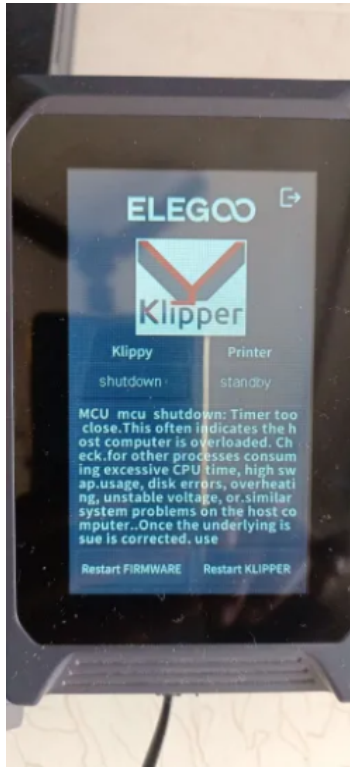 ELEGOO
Klipper
Klippy Printer
shutdown standby
MCU mcu shutdown: Timer too
close.This often indicates the h
ost computer is overloaded. Ch
eck.for other processes consum
ing excessive CPU time, high sw
ap.usage, disk errors, overheati
ng, unstable voltage, or.similar
system problems on the host co
mputer..Once the underlying is
sue is corrected, use
Restart FIRMWARE Restart KLIPPER